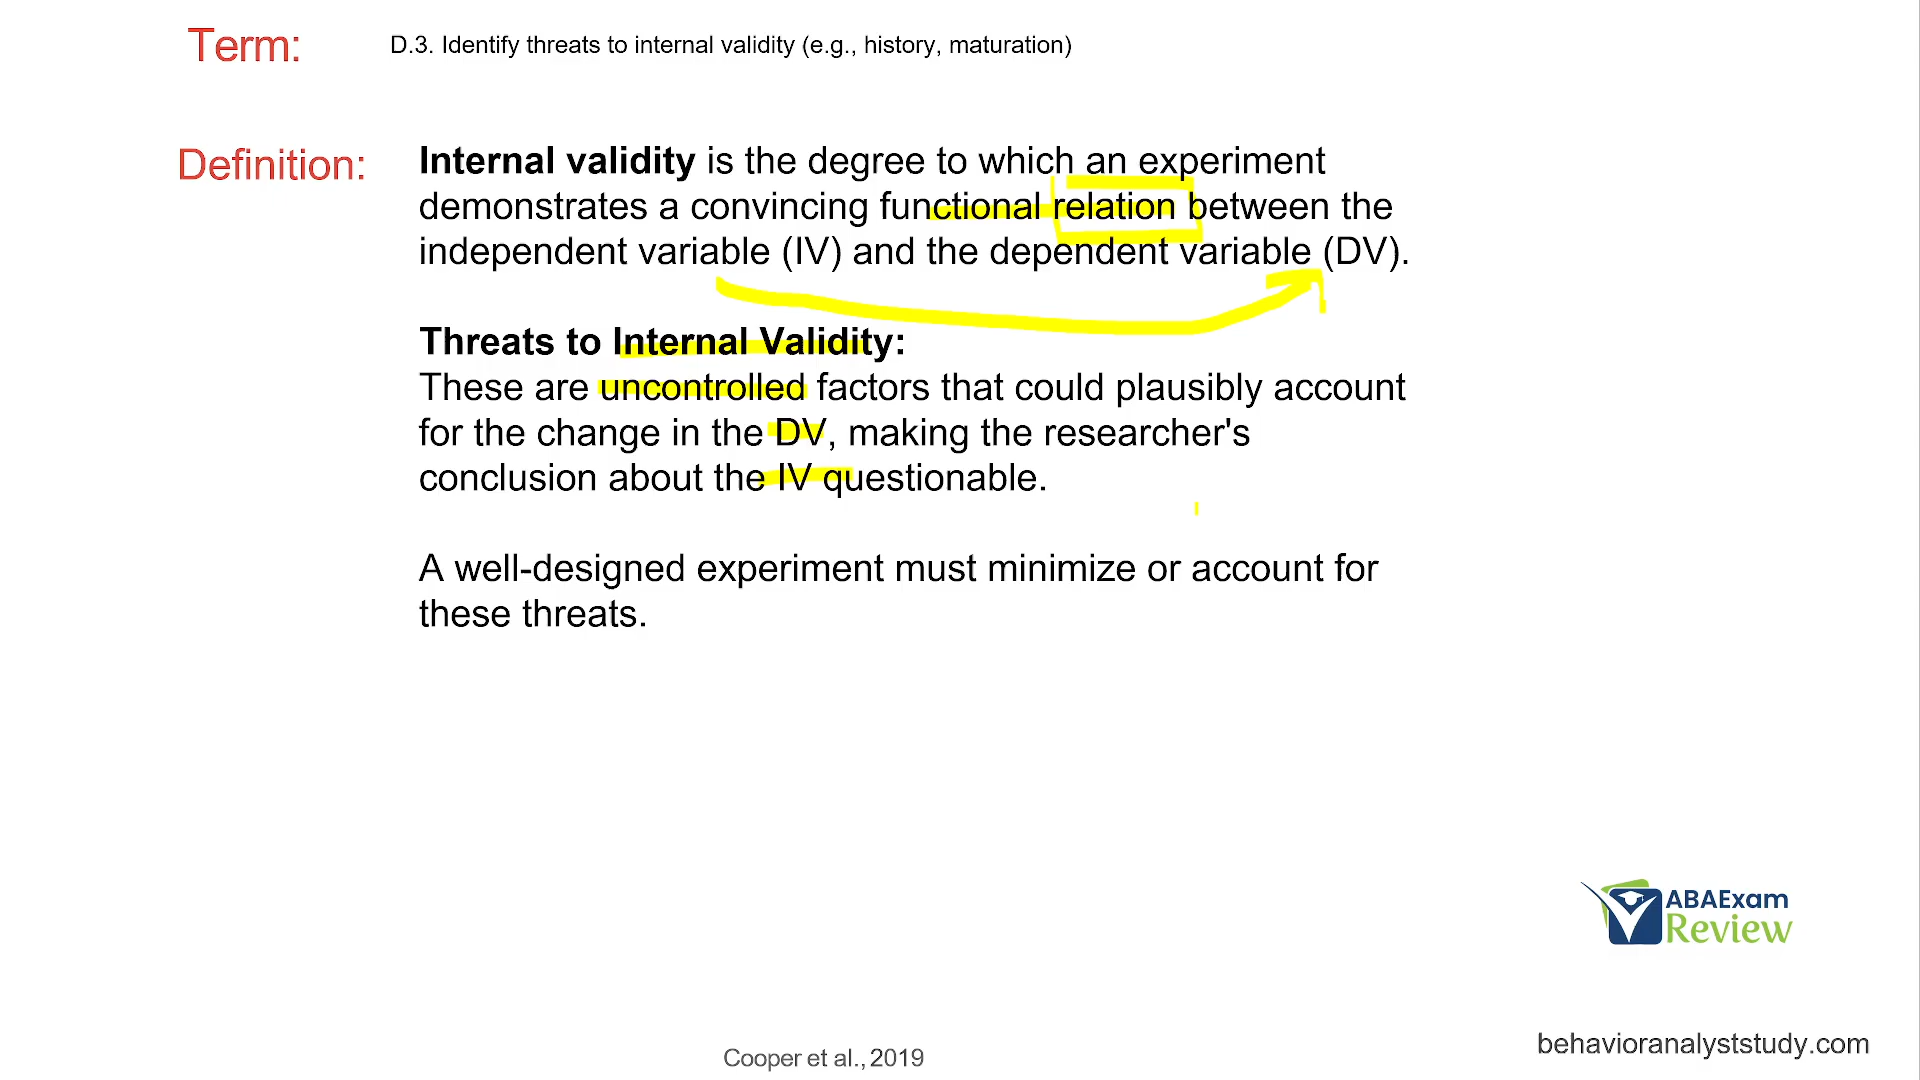 Term:
D.3. Identify threats to internal validity (e.g., history, maturation)
Definition:
Internal validity is the degree to which an experiment
demonstrates a convincing functional relation between the
independent variable (IV) and the dependent variable (DV).
Threats to Internal Validity:
These are uncontrolled factors that could plausibly account
for the change in the DV, making the researcher's
conclusion about the IV questionable.
A well-designed experiment must minimize or account for
these threats.
ABAExam
Review
behavioranalyststudy.com
Cooper et al., 2019